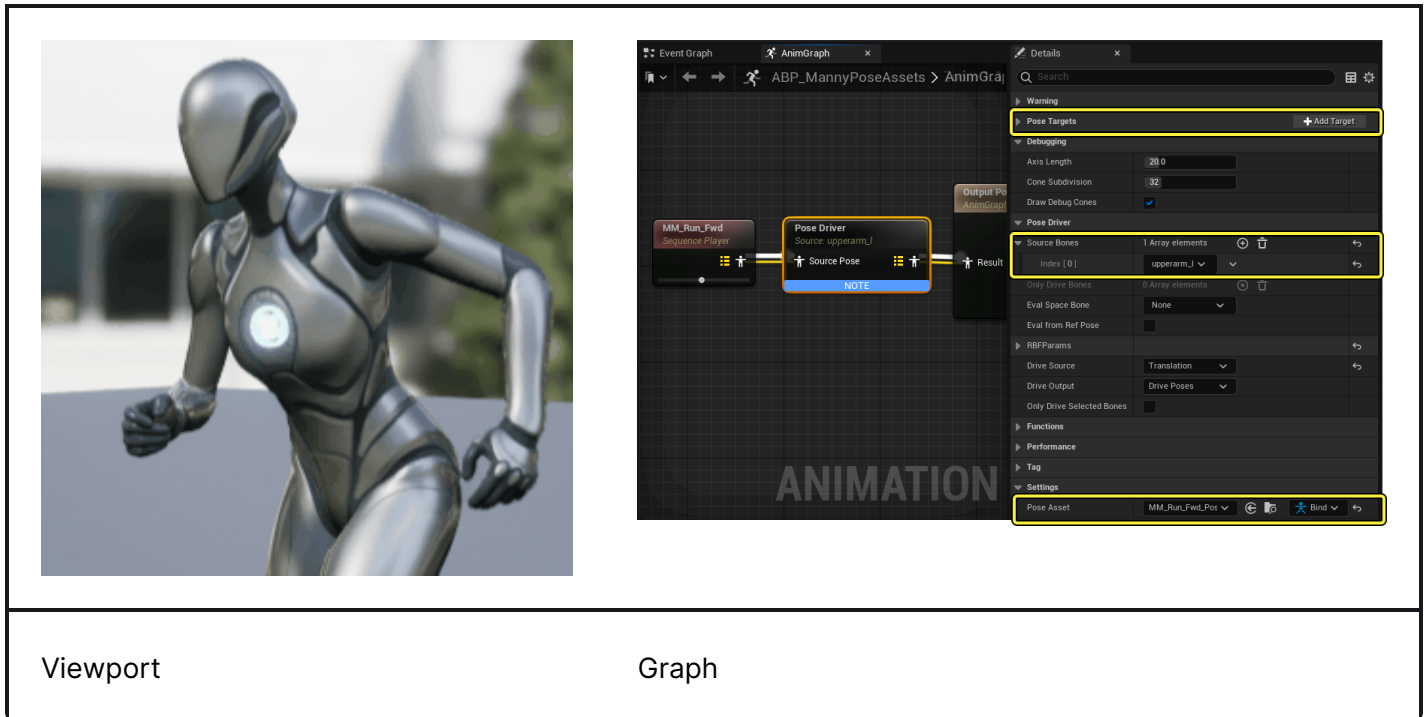 Event Graph
AnimGraph
ABP_MannyPoseAssets > AnimGra
MM_Run_Fwd
Sequence Player
Pose Driver
Source: upperarm_l
Source Pose
NOTE
Output Po
AnimGraph
Result
ANIMATION
Details
Search
Warning
Pose Targets
Add Target
Debugging
Axis Length 20.0
Cone Subdivision 32
Draw Debug Cones
Pose Driver
Source Bones 1 Array elements
Index [ 0 ] upperarm_l
Only Drive Bones 0 Array elements
Eval Space Bone None
Eval from Ref Pose
RBFParams
Drive Source Translation
Drive Output Drive Poses
Only Drive Selected Bones
Functions
Performance
Tag
Settings
Pose Asset MM_Run_Fwd_Pos Bind
Viewport
Graph